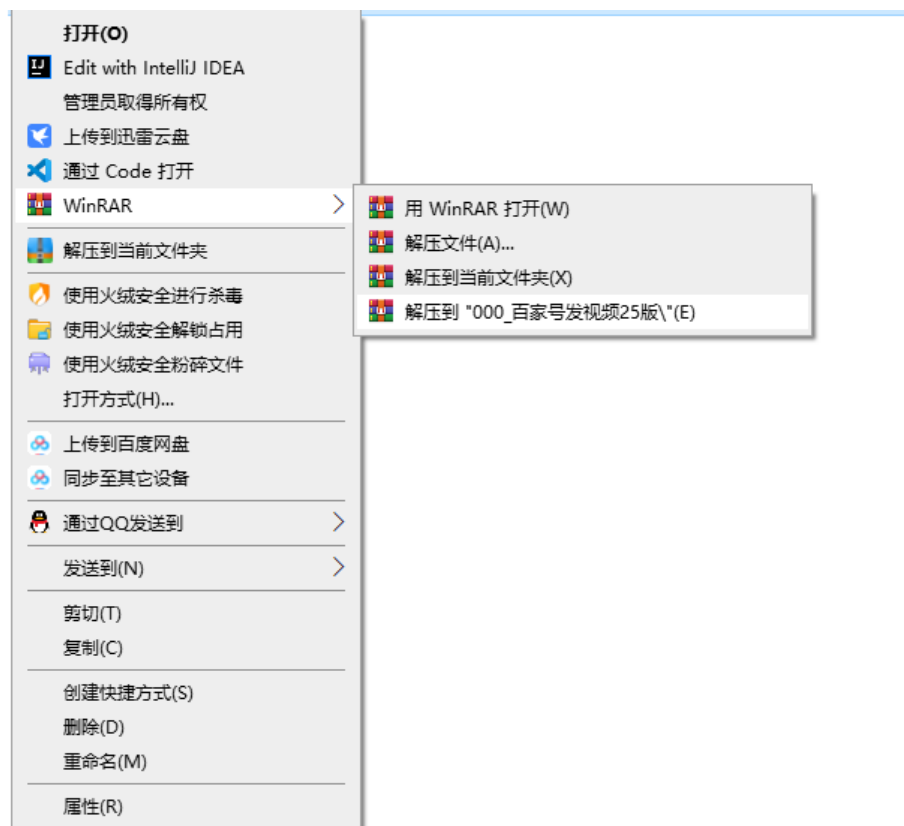 打开(O)
Edit with IntelliJ IDEA
管理员取得所有权
上传到迅雷云盘
通过 Code 打开
WinRAR
解压到当前文件夹
使用火绒安全进行杀毒
使用火绒安全解锁占用
使用火绒安全粉碎文件
打开方式(H)...
上传到百度网盘
同步至其它设备
通过QQ发送到
发送到(N)
剪切(T)
复制(C)
创建快捷方式(S)
删除(D)
重命名(M)
属性(R)
用 WinRAR 打开(W)
解压文件(A)...
解压到当前文件夹(X)
解压到 "000_百家号发视频25版\"(E)